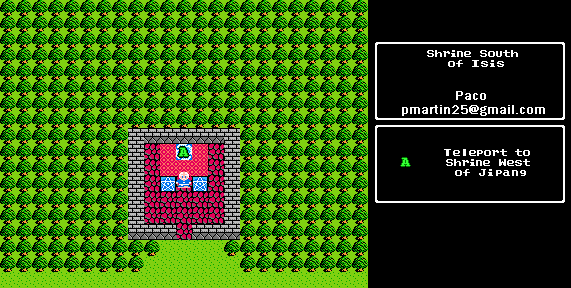 Shrine South
of Isis
Paco
pmartin25@gmail.com
A
A
Teleport to
Shrine West
of Jipang